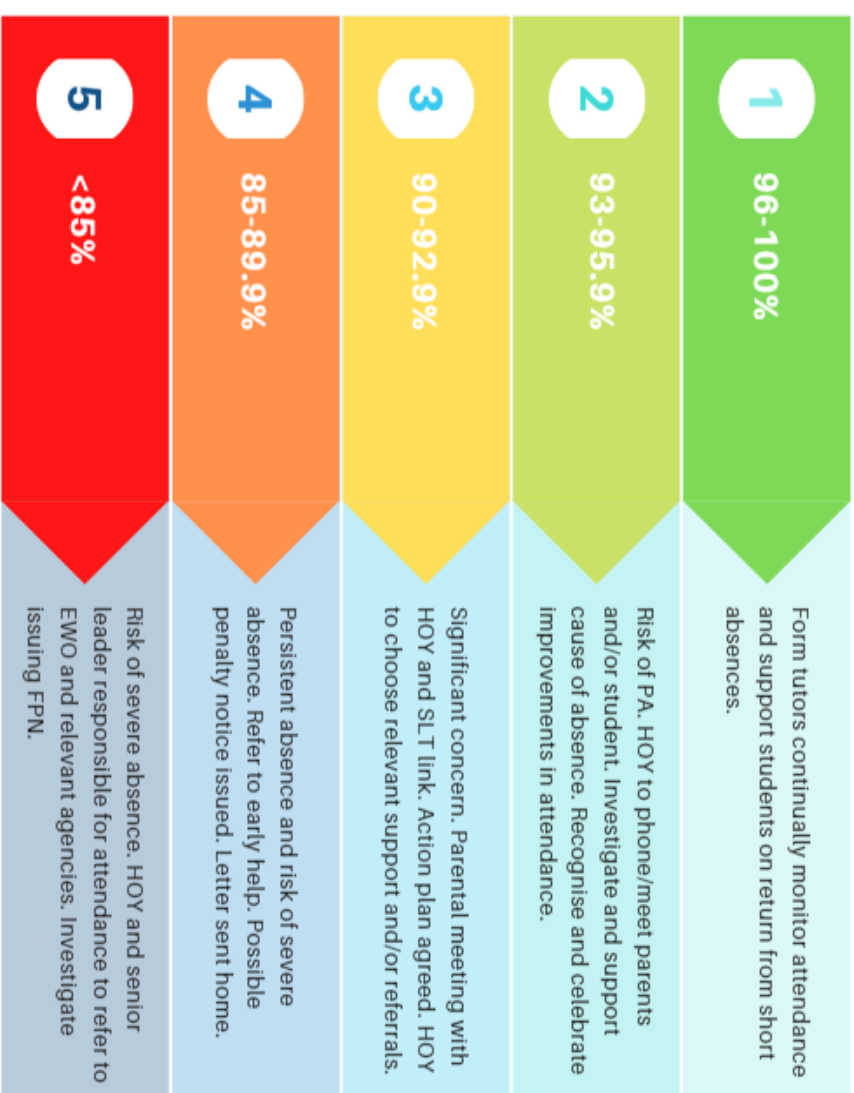 1
96-100%
Form tutors continually monitor attendance
and support students on return from short
absences.
2
93-95.9%
Risk of PA. HOY to phone/meet parents
and/or student. Investigate and support
cause of absence. Recognise and celebrate
improvements in attendance.
3
90-92.9%
Significant concern. Parental meeting with
HOY and SLT link. Action plan agreed. HOY
to choose relevant support and/or referrals.
4
85-89.9%
Persistent absence and risk of severe
absence. Refer to early help. Possible
penalty notice issued. Letter sent home.
5
<85%
Risk of severe absence. HOY and senior
leader responsible for attendance to refer to
EWO and relevant agencies. Investigate
issuing FPN.